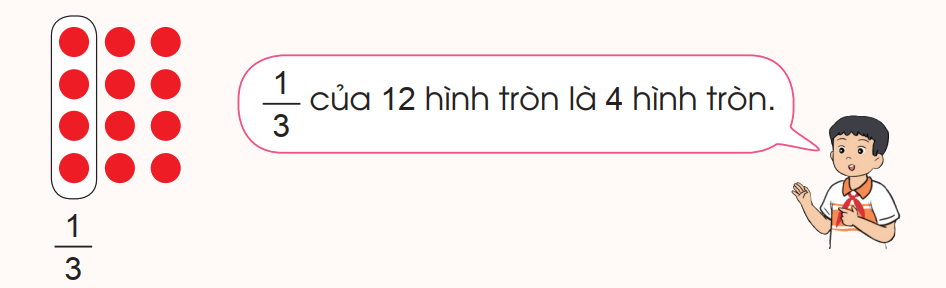 1/3 của 12 hình tròn là 4 hình tròn.
1/3